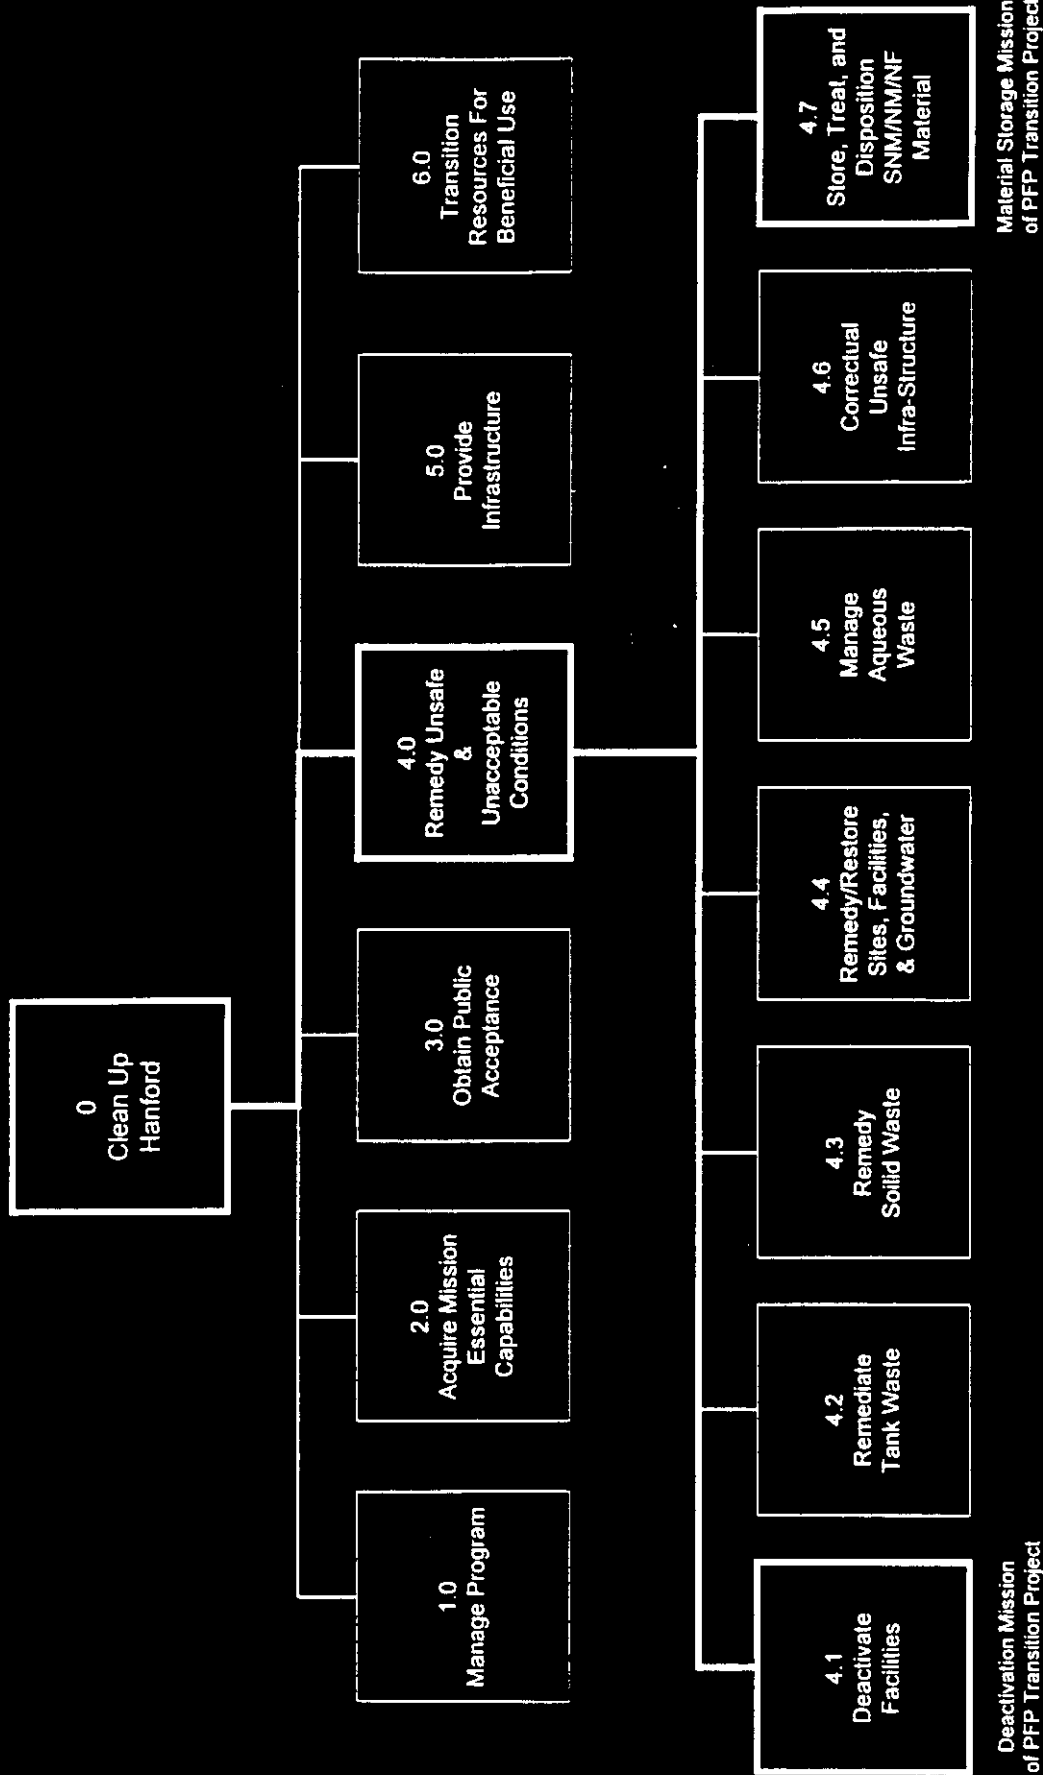 0
Clean Up
Hanford
1.0
Manage Program
2.0
Acquire Mission
Essential
Capabilities
3.0
Obtain Public
Acceptance
4.0
Remedy Unsafe
&
Unacceptable
Conditions
5.0
Provide
Infrastructure
6.0
Transition
Resources For
Beneficial Use
4.1
Deactivate
Facilities
4.2
Remediate
Tank Waste
4.3
Remedy
Soilid Waste
4.4
Remedy/Restore
Sites, Facilities,
& Groundwater
4.5
Manage
Aqueous
Waste
4.6
Correctual
Unsafe
Infra-Structure
4.7
Store, Treat, and
Disposition
SNM/NM/NF
Material
Deactivation Mission
of PFP Transition Project
Material Storage Mission
of PFP Transition Project